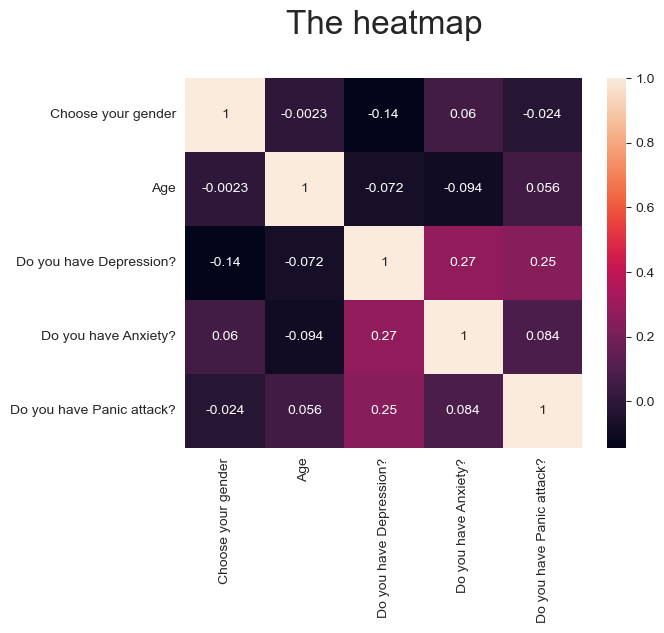 The heatmap
Choose your gender 1 -0.0023 -0.14 0.06 -0.024
Age -0.0023 1 -0.072 -0.094 0.056
Do you have Depression? -0.14 -0.072 1 0.27 0.25
Do you have Anxiety? 0.06 -0.094 0.27 1 0.084
Do you have Panic attack? -0.024 0.056 0.25 0.084 1
Choose your gender
Age
Do you have Depression?
Do you have Anxiety?
Do you have Panic attack?
1.0
0.8
0.6
0.4
0.2
0.0